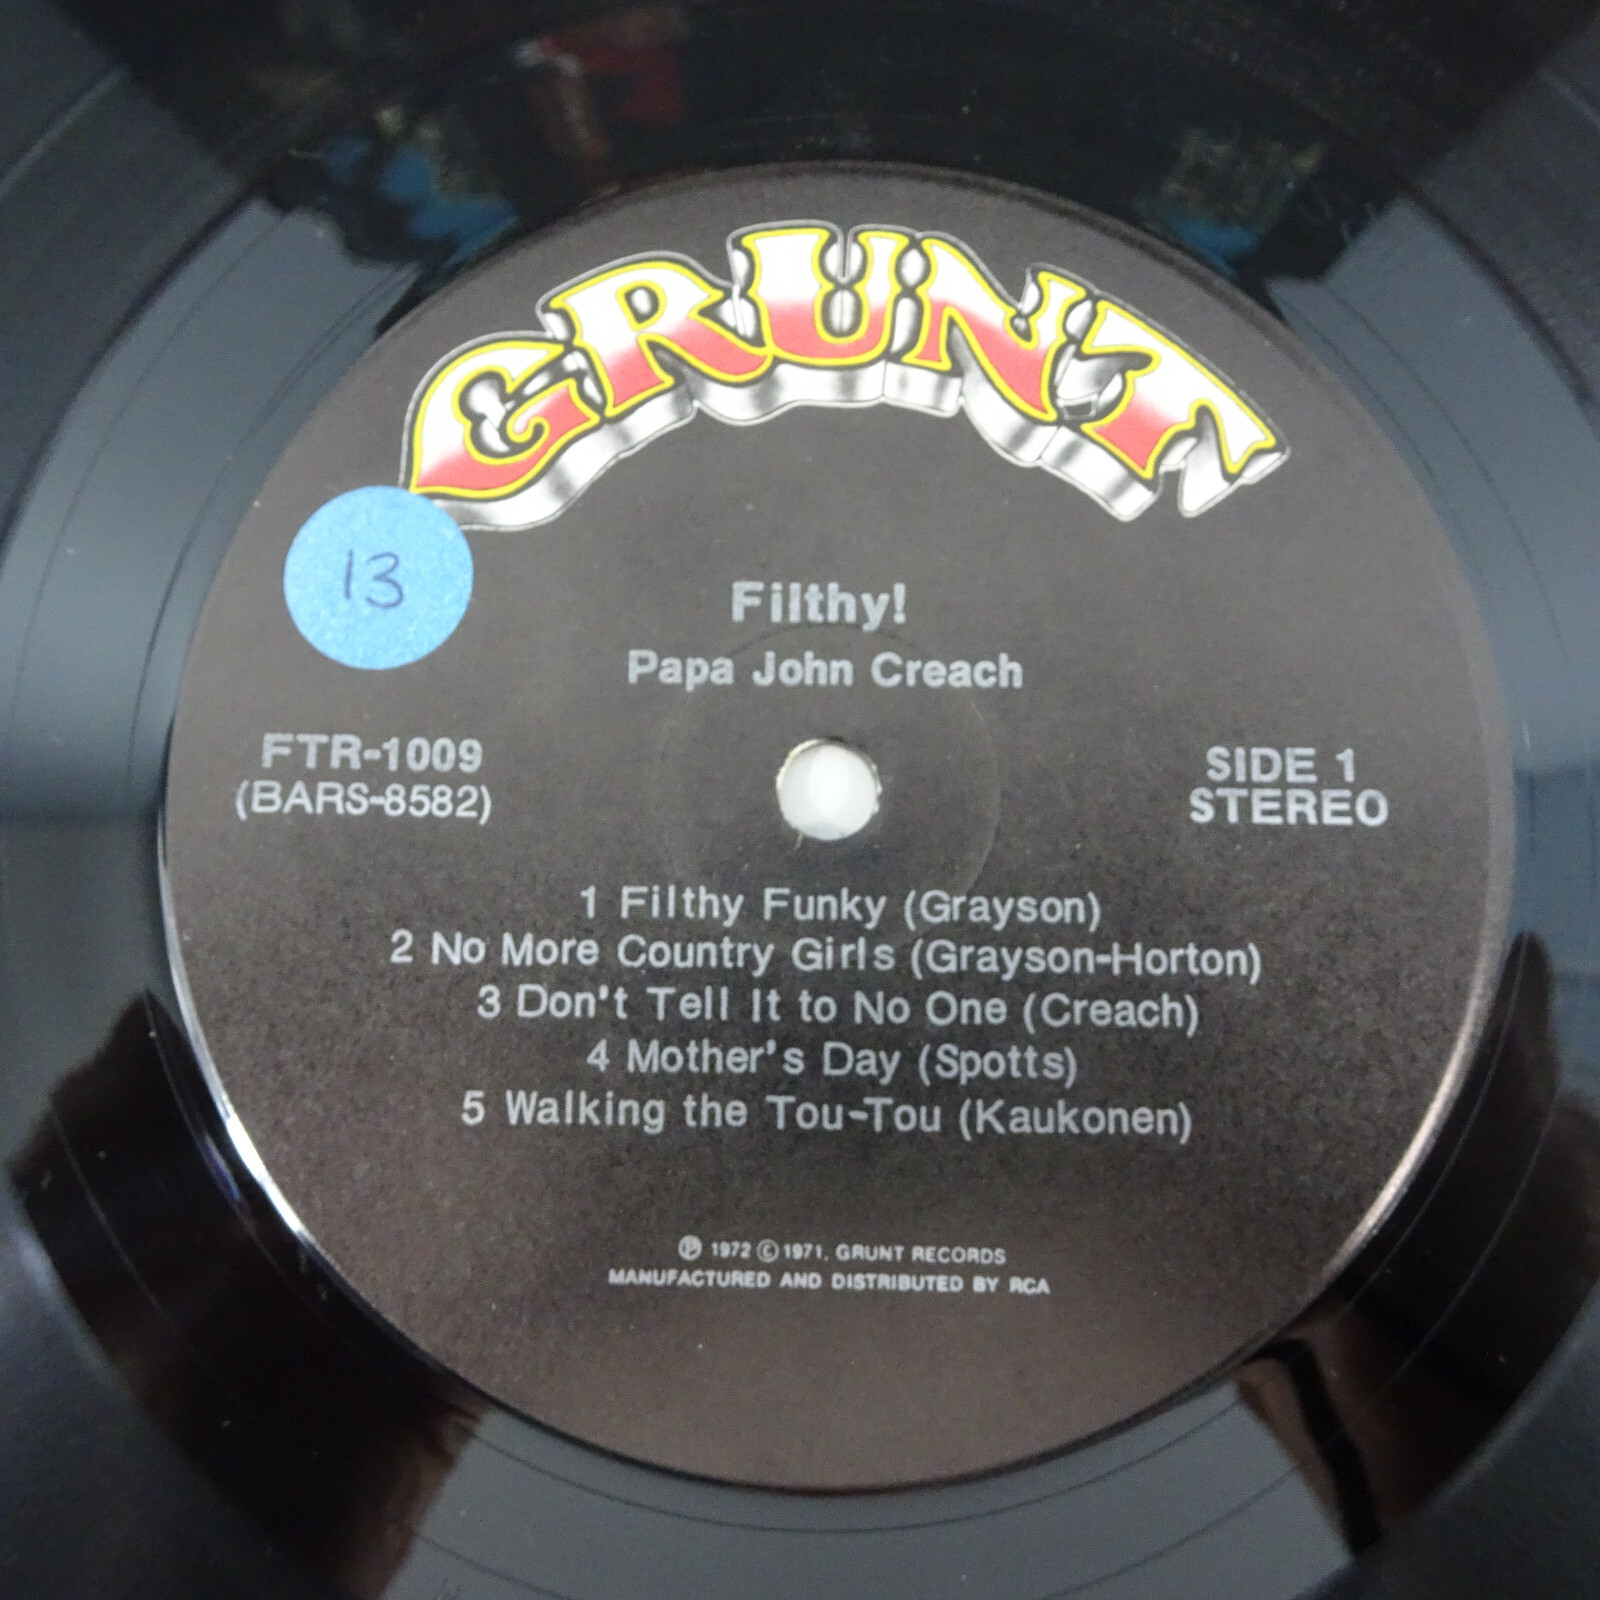 GRUNT
13
Filthy!
Papa John Creach
FTR-1009
(BARS-8582)
SIDE 1
STEREO
1 Filthy Funky (Grayson)
2 No More Country Girls (Grayson-Horton)
3 Don't Tell It to No One (Creach)
4 Mother's Day (Spotts)
5 Walking the Tou-Tou (Kaukonen)
℗ 1972 © 1971, GRUNT RECORDS
MANUFACTURED AND DISTRIBUTED BY RCA